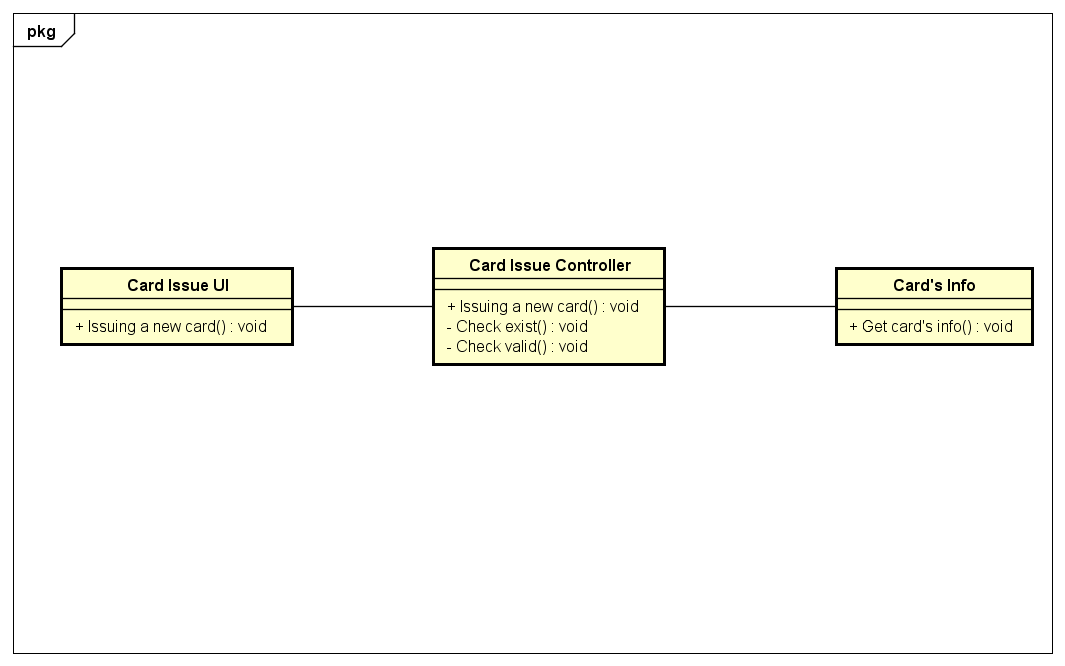 pkg
Card Issue UI
+ Issuing a new card() : void
Card Issue Controller
+ Issuing a new card() : void
- Check exist() : void
- Check valid() : void
Card's Info
+ Get card's info() : void